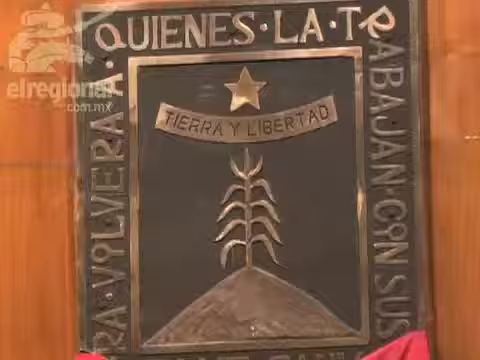 elregional
.com.mx
RA·VOLVERA·A·QUIENES·LA·TRABAJAN·CON·SUS
TIERRA Y LIBERTAD